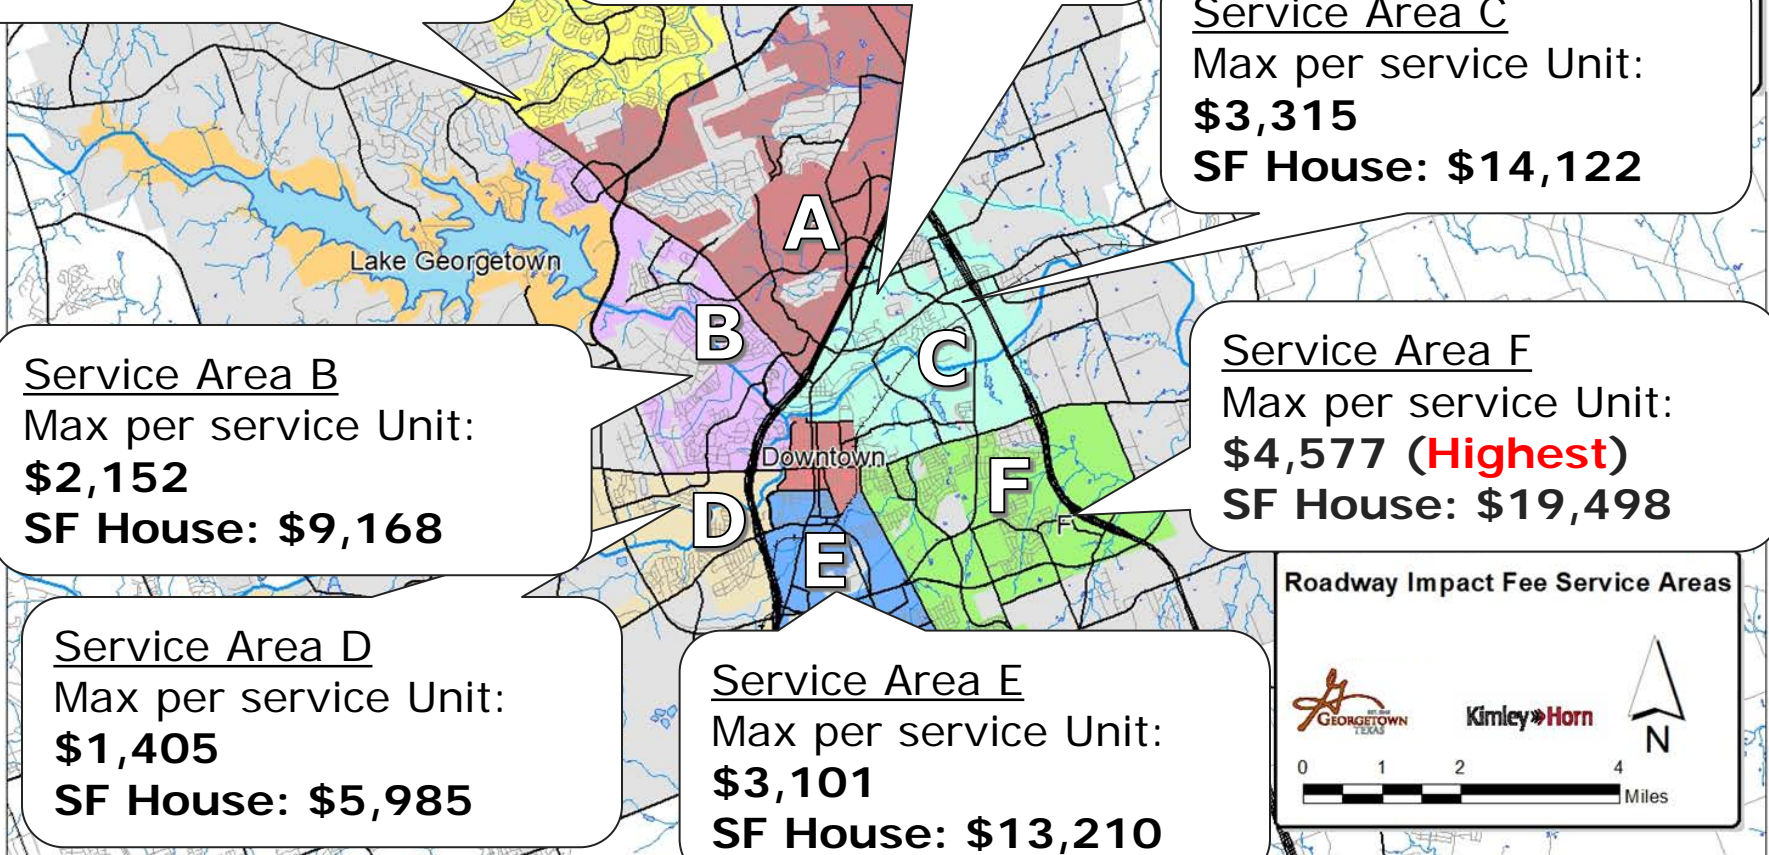 Service Area C
Max per service Unit:
$3,315
SF House: $14,122
A
Lake Georgetown
B
C
Service Area B
Max per service Unit:
$2,152
SF House: $9,168
Service Area F
Max per service Unit:
$4,577 (Highest)
SF House: $19,498
Downtown
D
F
F
E
Roadway Impact Fee Service Areas
GEORGETOWN
TEXAS
Kimley»Horn
N
0 1 2 4
Miles
Service Area D
Max per service Unit:
$1,405
SF House: $5,985
Service Area E
Max per service Unit:
$3,101
SF House: $13,210